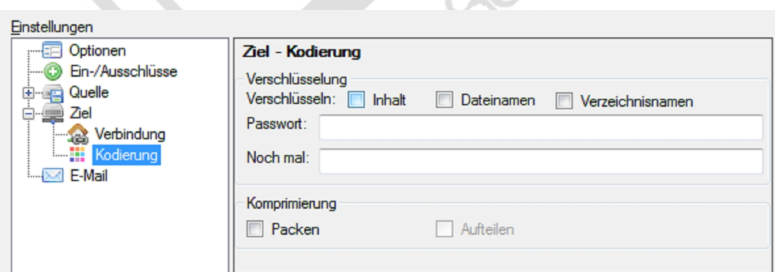 Einstellungen
Optionen
Ein-/Ausschlüsse
Quelle
Ziel
Verbindung
Kodierung
E-Mail
Ziel - Kodierung
Verschlüsselung
Verschlüsseln: Inhalt Dateinamen Verzeichnisnamen
Passwort:
Noch mal:
Komprimierung
Packen Aufteilen